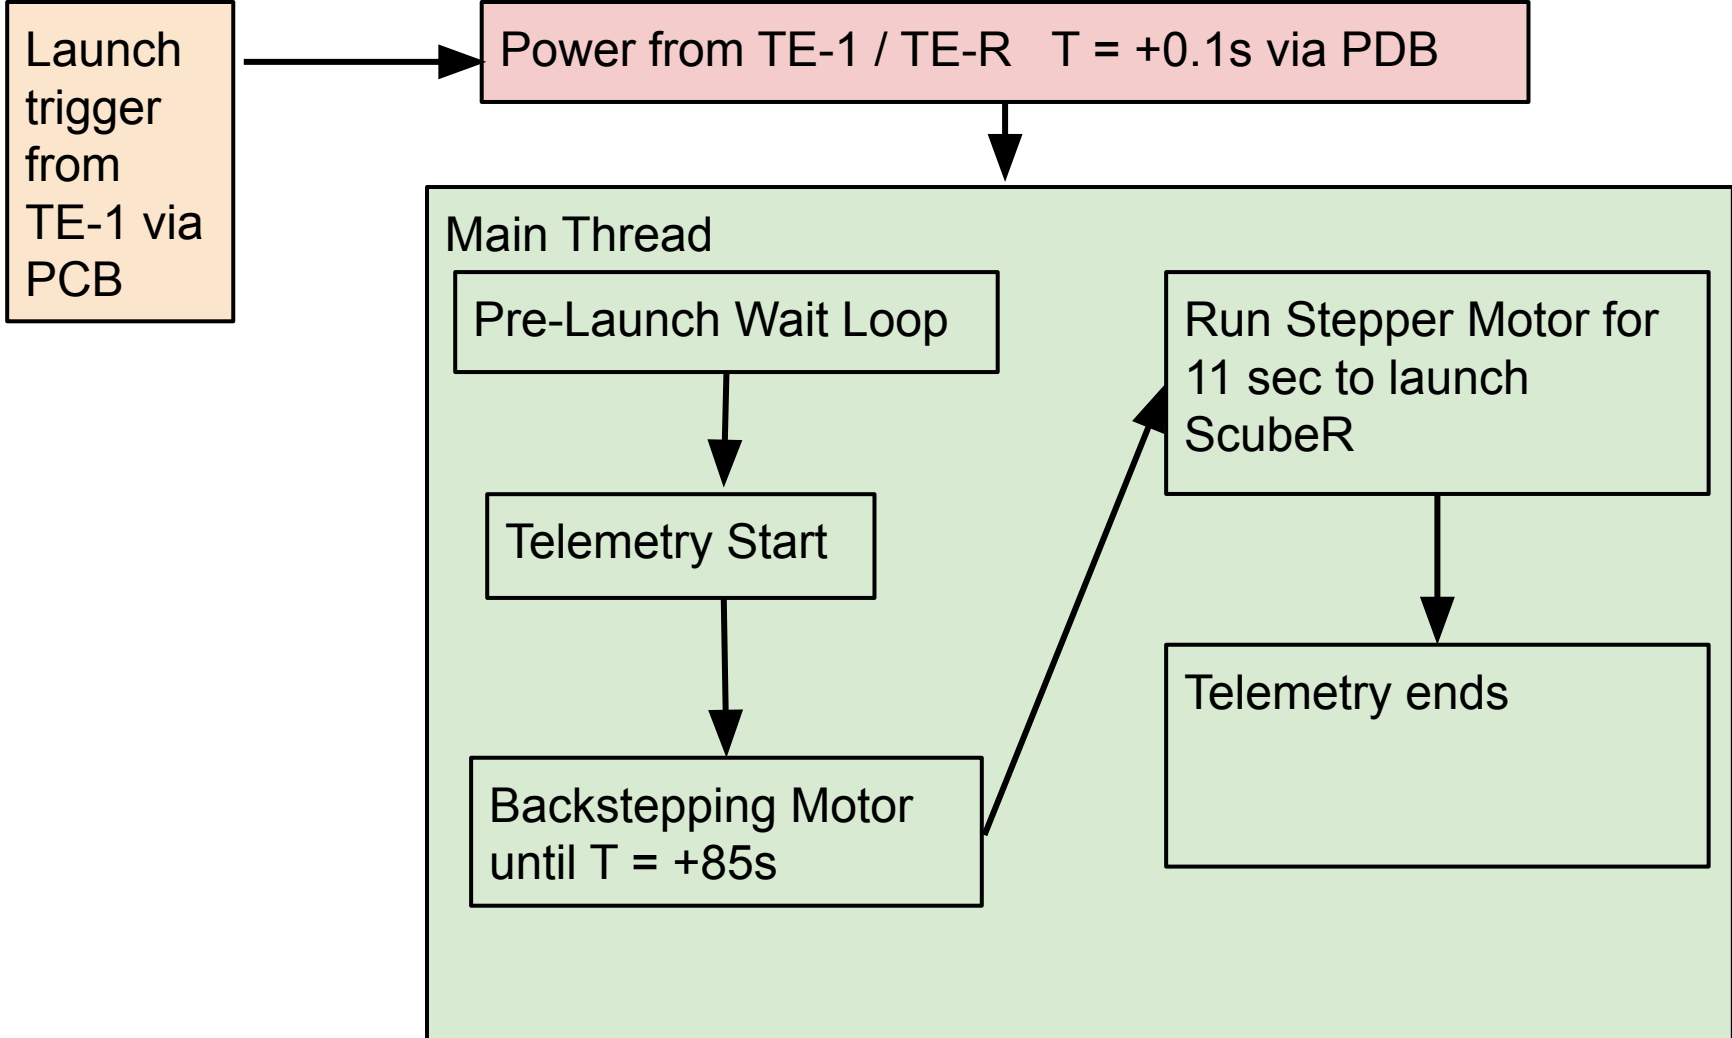 Launch
trigger
from
TE-1 via
PCB
Power from TE-1 / TE-R   T = +0.1s via PDB
Main Thread
Pre-Launch Wait Loop
Telemetry Start
Backstepping Motor
until T = +85s
Run Stepper Motor for
11 sec to launch
ScubeR
Telemetry ends